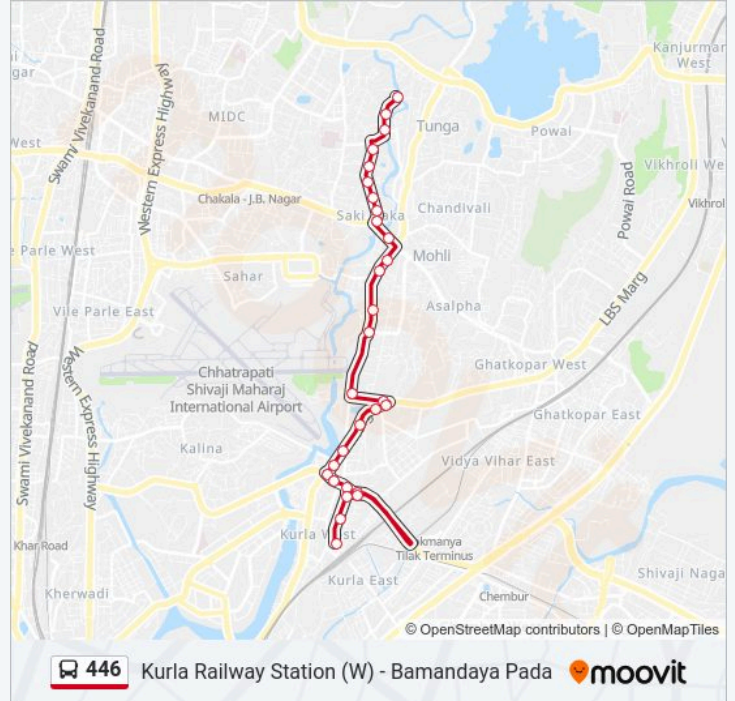 Kanjurmar
West
gar
MIDC
Tunga
Powai
West
Swamy Vivekanand Road
Western Express Highway
Vikhroli We
Chakala - J.B. Nagar
Powai Road
Vikhrol
Saki
aka
Chandivali
e Parle West
Mohli
Sahar
LBS Marg
Vile Parle East
Asalpha
Western Express Highway
Swami Vivekanand Road
Chhatrapati
Shivaji Maharaj
International Airport
Ghatkopar West
Ghatkopar East
Kalina
Vidya Vihar East
Kurla West
Khar Road
kmanya
Tilak Terminus
Kurla East
Shivaji Naga
Kherwadi
Chembur
© OpenStreetMap contributors | © OpenMapTiles
446 Kurla Railway Station (W) - Bamandaya Pada moovit